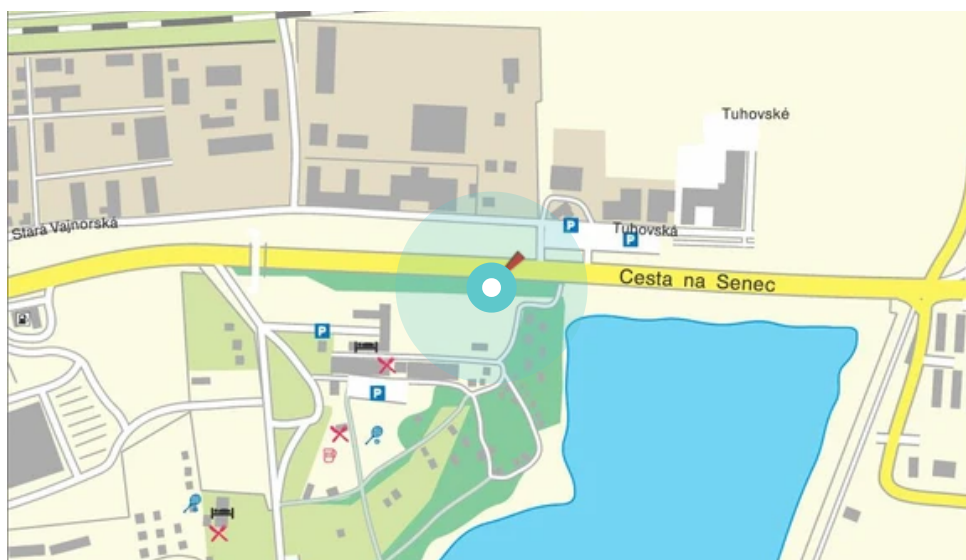 Tuhovské
Stará Vajnorská
P
Tuhovská
P
Cesta na Senec
P
P